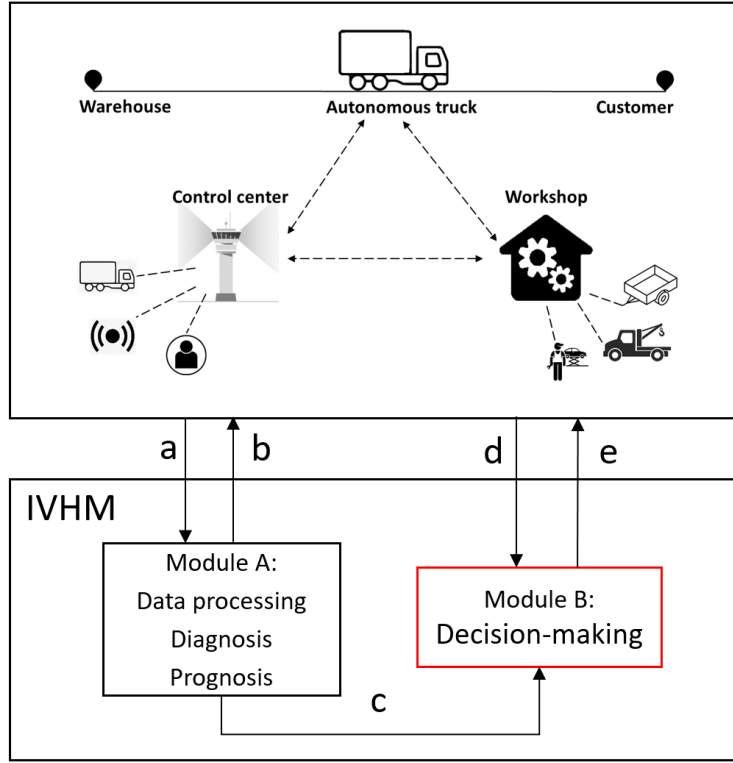 Warehouse
Autonomous truck
Customer
Control center
Workshop
a
b
d
e
IVHM
Module A:
Data processing
Diagnosis
Prognosis
Module B:
Decision-making
c